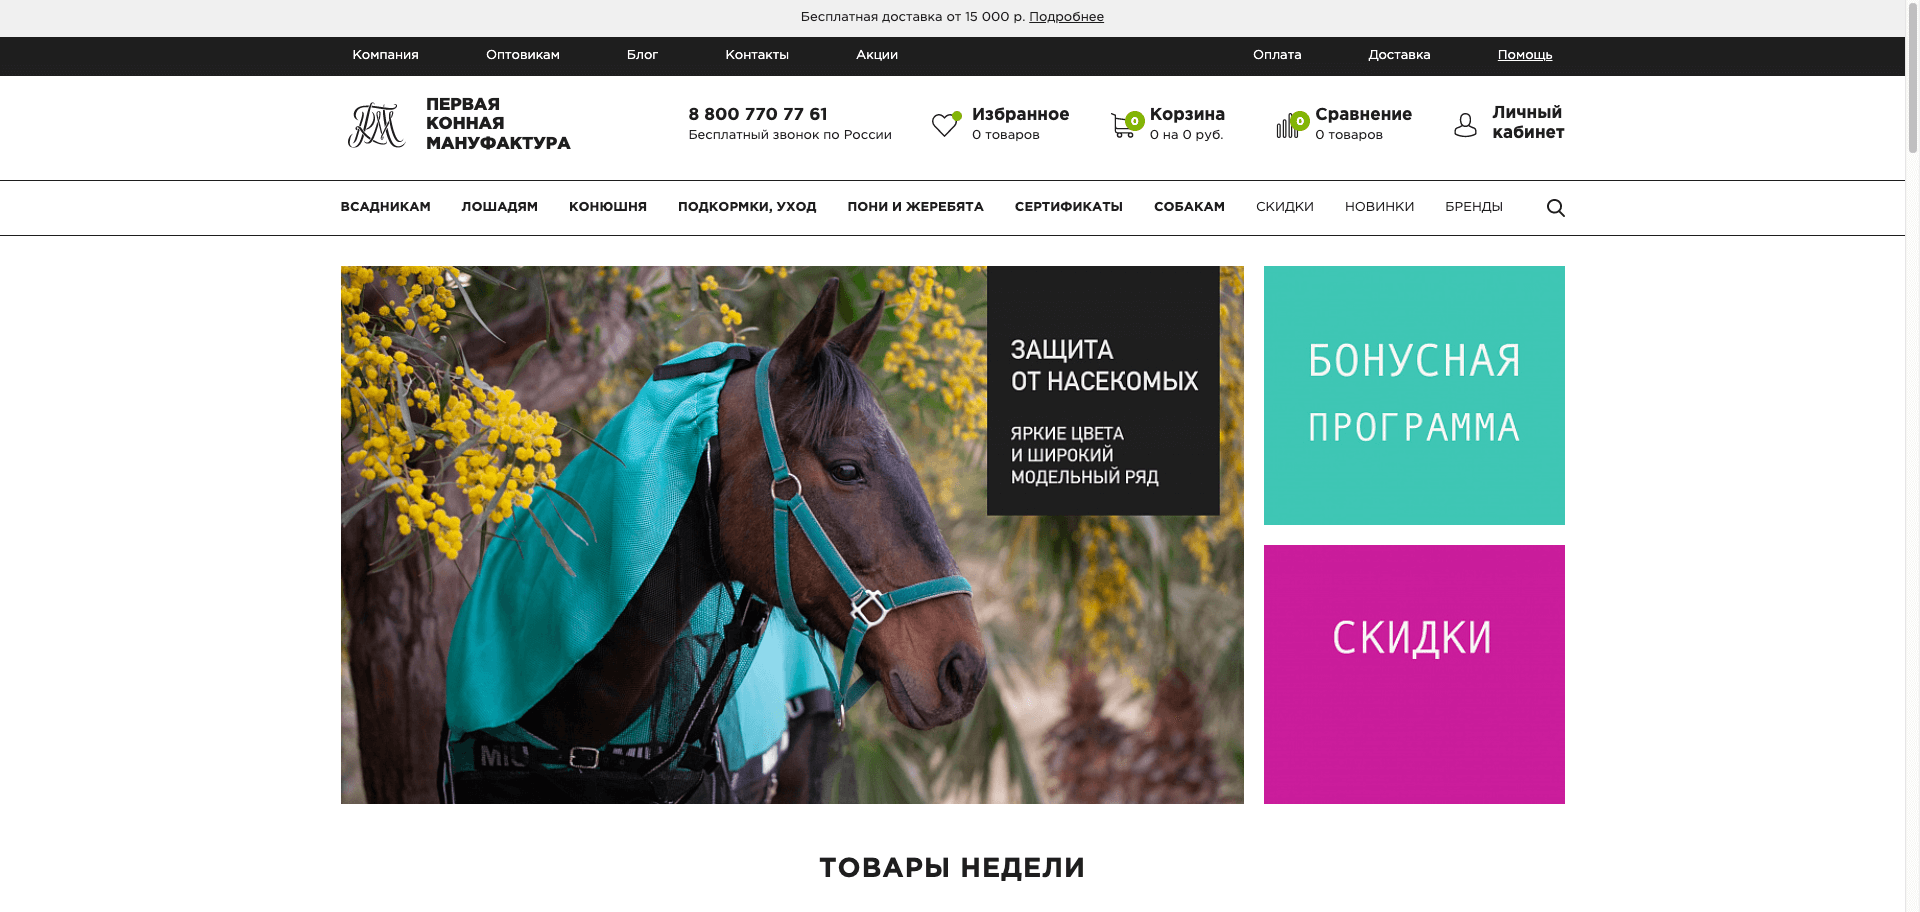 Бесплатная доставка от 15 000 р. Подробнее
Компания Оптовикам Блог Контакты Акции Оплата Доставка Помощь
ПЕРВАЯ
КОННАЯ
МАНУФАКТУРА
8 800 770 77 61
Бесплатный звонок по России
Избранное
0 товаров
0
Корзина
0 на 0 руб.
0
Сравнение
0 товаров
Личный
кабинет
ВСАДНИКАМ ЛОШАДЯМ КОНЮШНЯ ПОДКОРМКИ, УХОД ПОНИ И ЖЕРЕБЯТА СЕРТИФИКАТЫ СОБАКАМ СКИДКИ НОВИНКИ БРЕНДЫ
ЗАЩИТА
ОТ НАСЕКОМЫХ
ЯРКИЕ ЦВЕТА
И ШИРОКИЙ
МОДЕЛЬНЫЙ РЯД
БОНУСНАЯ
ПРОГРАММА
СКИДКИ
ТОВАРЫ НЕДЕЛИ